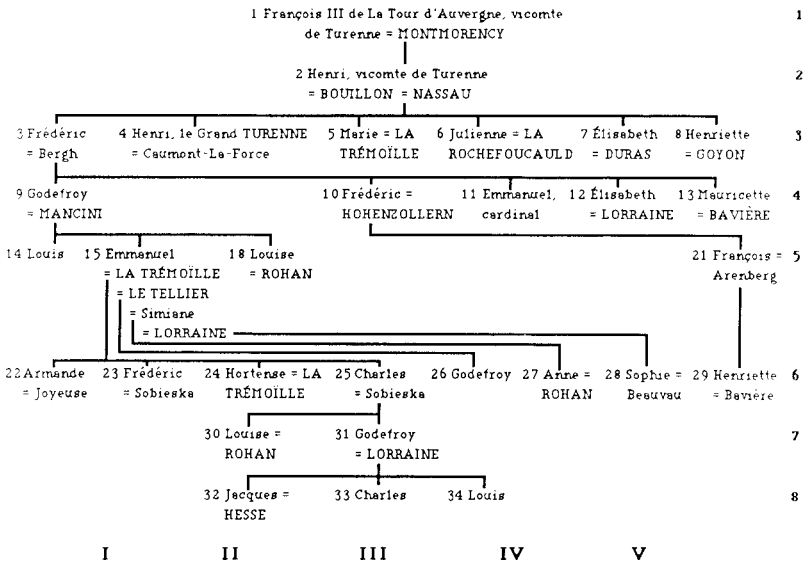 1 François III de La Tour d'Auvergne, vicomte 1
de Turenne = MONTMORENCY
2 Henri, vicomte de Turenne 2
= BOUILLON = NASSAU
3 Frédéric 4 Henri, le Grand TURENNE 5 Marie = LA 6 Julienne = LA 7 Élisabeth 8 Henriette 3
= Bergh = Caumont-La-Force TRÉMOÏLLE ROCHEFOUCAULD = DURAS = GOYON
9 Godefroy 10 Frédéric = 11 Emmanuel, 12 Élisabeth 13 Mauricette 4
= MANCINI HOHENZOLLERN cardinal = LORRAINE = BAVIÈRE
14 Louis 15 Emmanuel 18 Louise 21 François = 5
= LA TRÉMOÏLLE = ROHAN Arenberg
= LE TELLIER
= Simiane
= LORRAINE
22 Armande 23 Frédéric 24 Hortense = LA 25 Charles 26 Godefroy 27 Anne = 28 Sophie = 29 Henriette 6
= Joyeuse = Sobieska TRÉMOÏLLE = Sobieska ROHAN Beauvau = Bavière
30 Louise = 31 Godefroy 7
ROHAN = LORRAINE
32 Jacques = 33 Charles 34 Louis 8
HESSE
I II III IV V